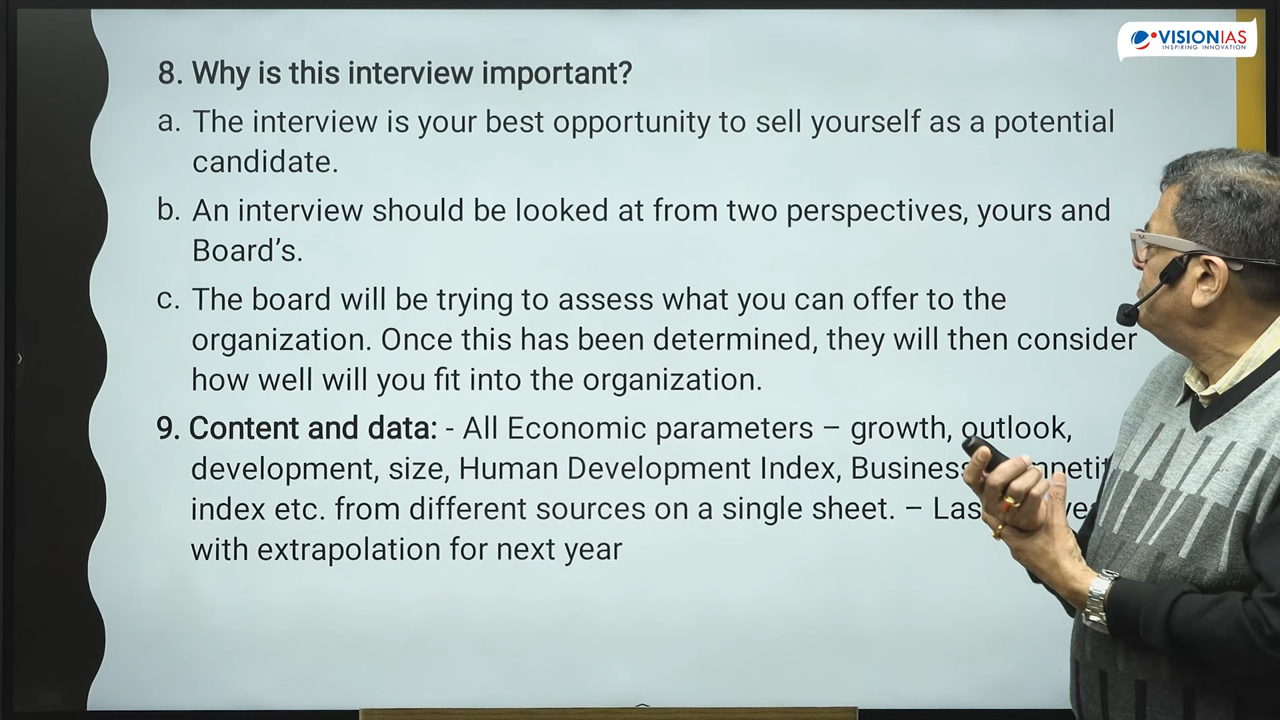 VISIONIAS
INSPIRING INNOVATION
8. Why is this interview important?
a. The interview is your best opportunity to sell yourself as a potential
candidate.
b. An interview should be looked at from two perspectives, yours and
Board's.
c. The board will be trying to assess what you can offer to the
organization. Once this has been determined, they will then consider
how well will you fit into the organization.
9. Content and data: - All Economic parameters – growth, outlook,
development, size, Human Development Index, Business
index etc. from different sources on a single sheet. –
with extrapolation for next year